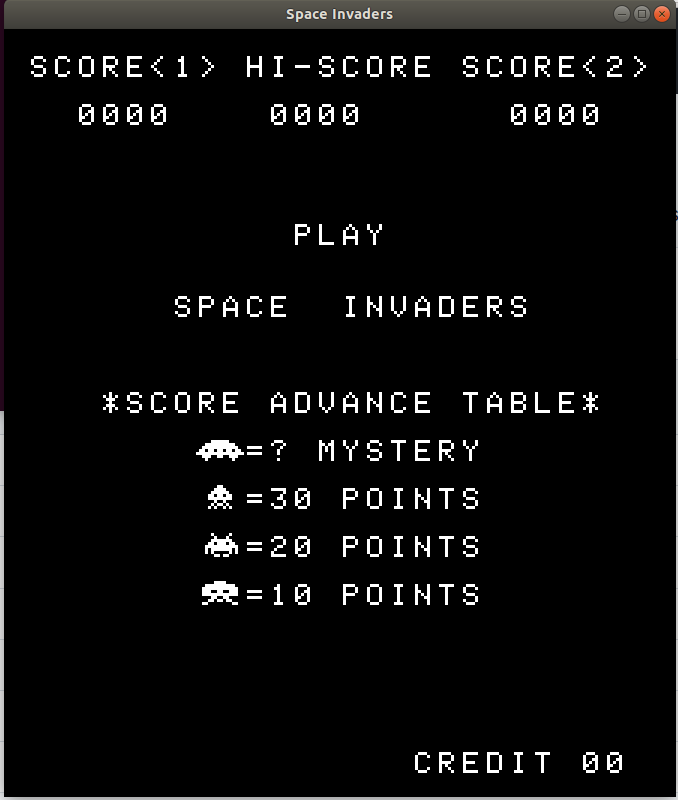 Space Invaders
SCORE<1> HI-SCORE SCORE<2>
0000 0000 0000
PLAY
SPACE INVADERS
*SCORE ADVANCE TABLE*
=? MYSTERY
=30 POINTS
=20 POINTS
=10 POINTS
CREDIT 00